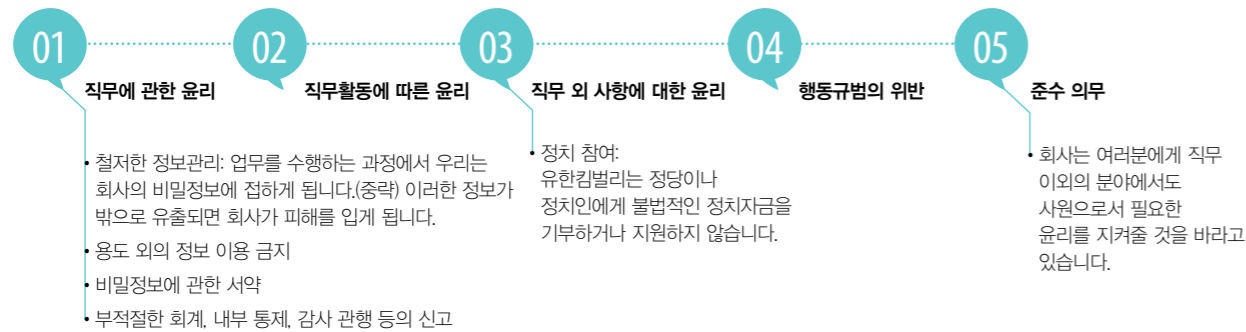 01
02
03
04
05
직무에 관한 윤리
직무활동에 따른 윤리
직무 외 사항에 대한 윤리
행동규범의 위반
준수 의무
• 철저한 정보관리: 업무를 수행하는 과정에서 우리는
회사의 비밀정보에 접하게 됩니다.(중략) 이러한 정보가
밖으로 유출되면 회사가 피해를 입게 됩니다.
• 용도 외의 정보 이용 금지
• 비밀정보에 관한 서약
• 부적절한 회계, 내부 통제, 감사 관행 등의 신고
• 정치 참여:
유한킴벌리는 정당이나
정치인에게 불법적인 정치자금을
기부하거나 지원하지 않습니다.
• 회사는 여러분에게 직무
이외의 분야에서도
사원으로서 필요한
윤리를 지켜줄 것을 바라고
있습니다.